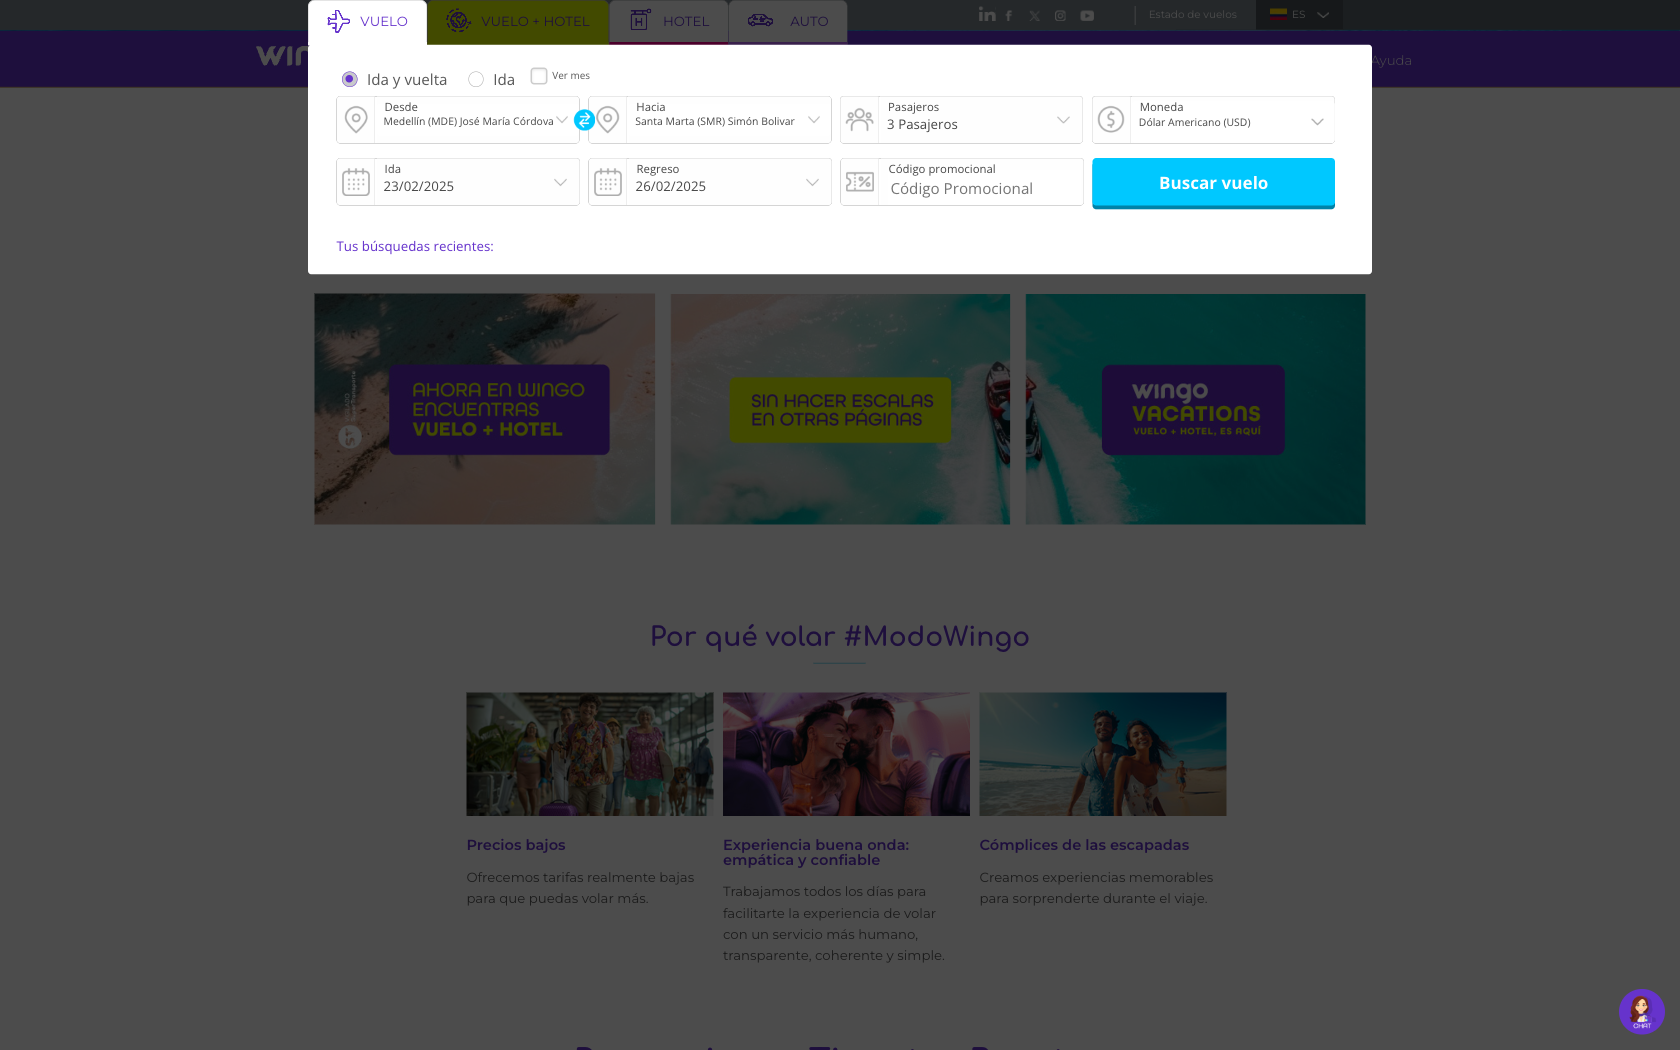 VUELO
VUELO + HOTEL
HOTEL
AUTO
Estado de vuelos
ES
Ayuda
Ida y vuelta
Ida
Ver mes
Desde
Medellín (MDE) José María Córdova
Hacia
Santa Marta (SMR) Simón Bolivar
Pasajeros
3 Pasajeros
Moneda
Dólar Americano (USD)
Ida
23/02/2025
Regreso
26/02/2025
Código promocional
Código Promocional
Buscar vuelo
Tus búsquedas recientes:
AHORA EN WINGO
ENCUENTRAS
VUELO + HOTEL
SIN HACER ESCALAS
EN OTRAS PÁGINAS
wingo
VACATIONS
VUELO + HOTEL, ES AQUÍ
Por qué volar #ModoWingo
Precios bajos
Ofrecemos tarifas realmente bajas
para que puedas volar más.
Experiencia buena onda:
empática y confiable
Trabajamos todos los días para
facilitarte la experiencia de volar
con un servicio más humano,
transparente, coherente y simple.
Cómplices de las escapadas
Creamos experiencias memorables
para sorprenderte durante el viaje.
CHAT